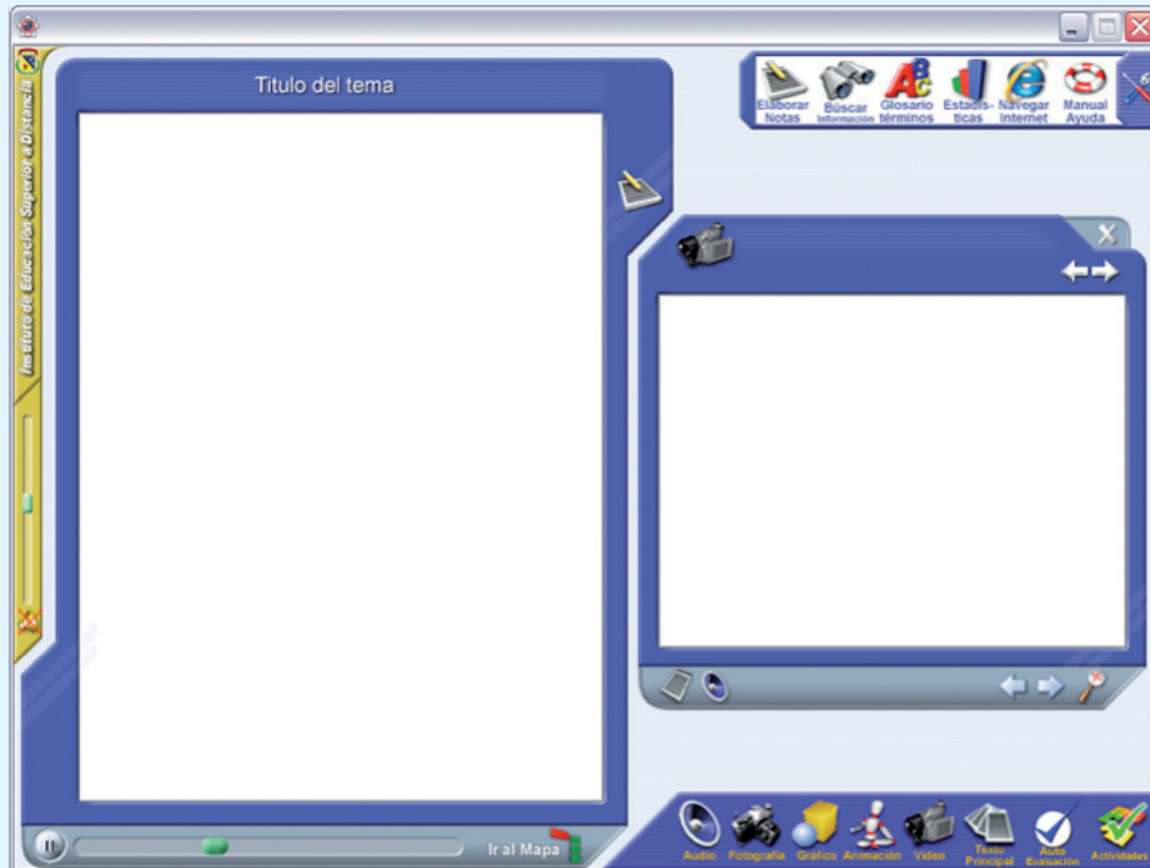 Instituto de Educación Superior a Distancia
Titulo del tema
Elaborar
Notas
Búscar
Información
Glosario
términos
Estadís-
ticas
Navegar
Internet
Manual
Ayuda
Ir al Mapa
Audio
Fotografía
Gráfico
Animación
Video
Texto
Principal
Auto
Evaluación
Actividades